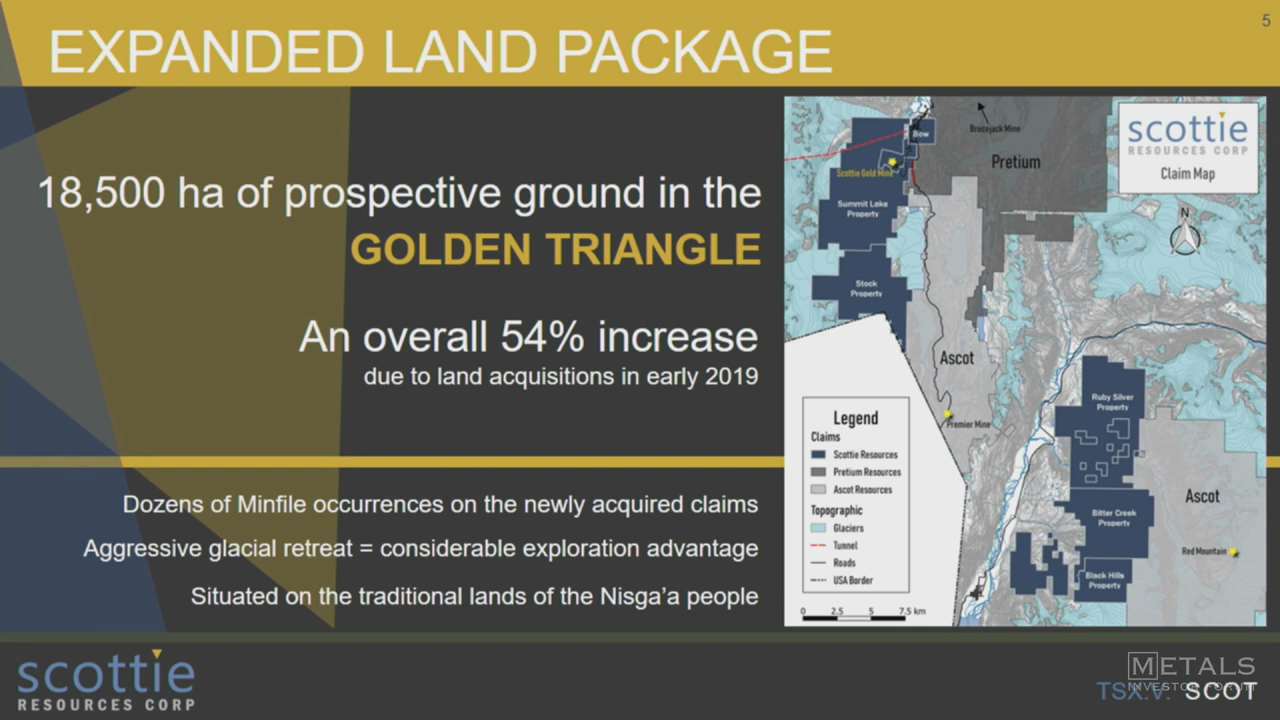 5
EXPANDED LAND PACKAGE
18,500 ha of prospective ground in the
GOLDEN TRIANGLE
An overall 54% increase
due to land acquisitions in early 2019
Dozens of Minfile occurrences on the newly acquired claims
Aggressive glacial retreat = considerable exploration advantage
Situated on the traditional lands of the Nisga'a people
scottie
RESOURCES CORP
Claim Map
N
Brucejack Mine
Bow
Pretium
Scottie Gold Mine
Summit Lake
Property
Stock
Property
Ascot
Premier Mine
Ruby Silver
Property
Ascot
Bitter Creek
Property
Red Mountain
Black Hills
Property
Legend
Claims
Scottie Resources
Pretium Resources
Ascot Resources
Topographic
Glaciers
Tunnel
Roads
USA Border
0 2.5 5 7.5 km
scottie
RESOURCES CORP
METALS
INVESTOR FORUM
TSX.V: SCOT